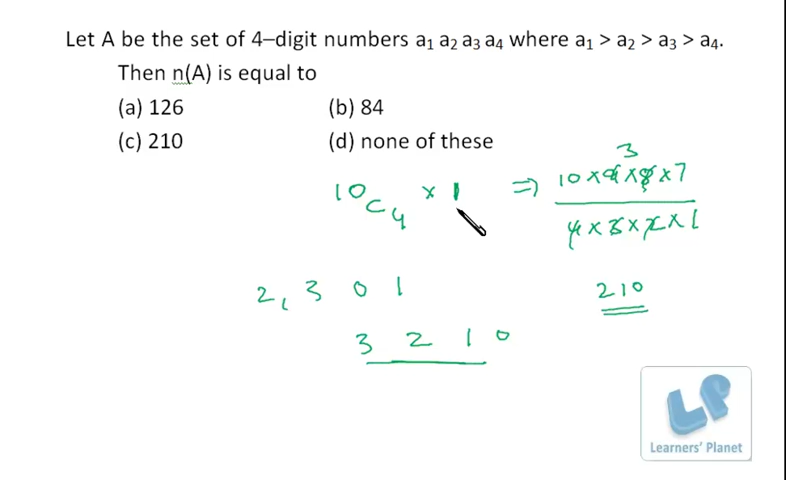 Let A be the set of 4–digit numbers a₁ a₂ a₃ a₄ where a₁ > a₂ > a₃ > a₄.
Then n(A) is equal to
(a) 126 (b) 84
(c) 210 (d) none of these
3
¹⁰C₄ × 1 ⇒ 10 × 9 × 8 × 7
4 × 3 × 2 × 1
2, 3 0 1 210
3 2 1 0
LP
Learners' Planet